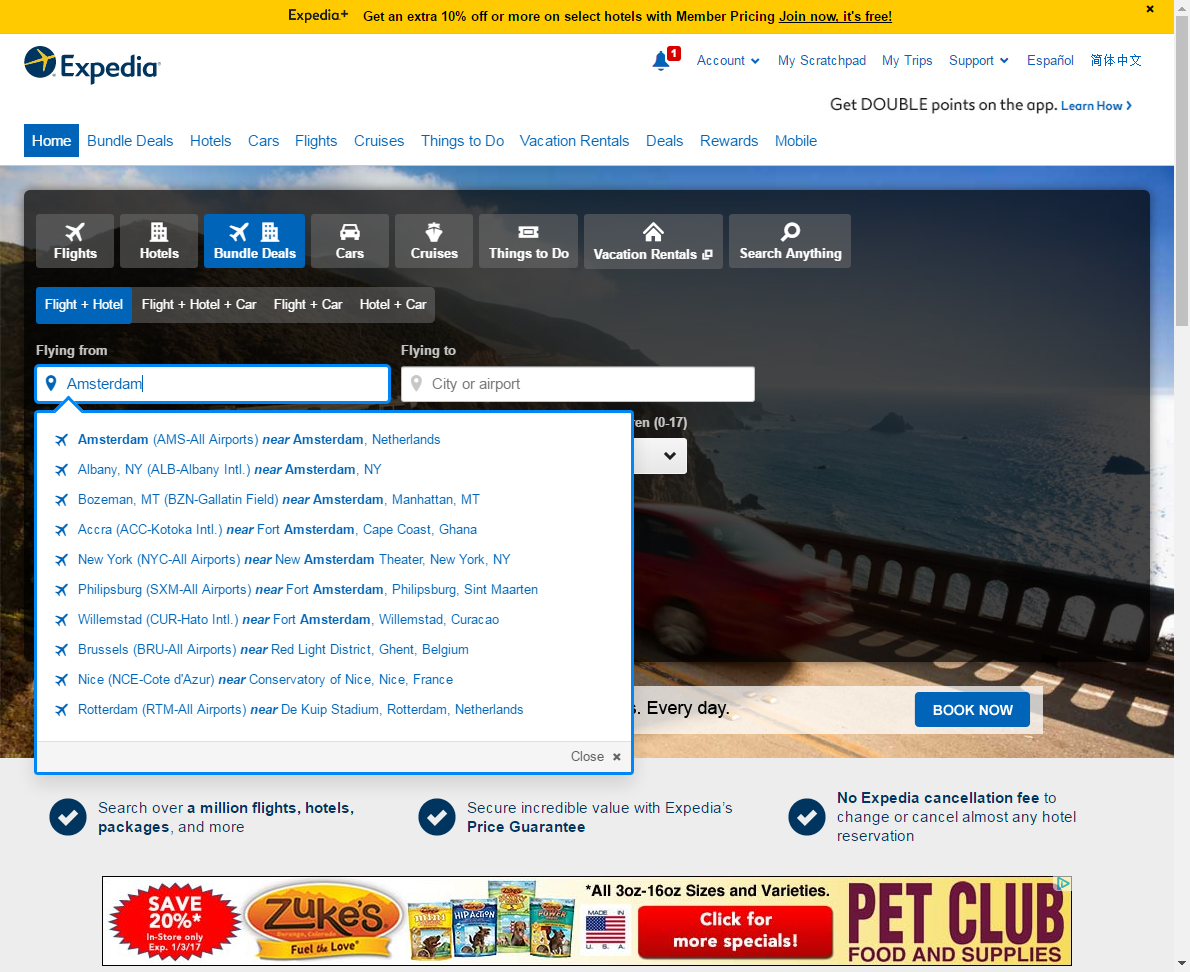 Expedia+ Get an extra 10% off or more on select hotels with Member Pricing Join now, it's free!
Expedia
1
Account My Scratchpad My Trips Support Español 简体中文
Get DOUBLE points on the app. Learn How
Home Bundle Deals Hotels Cars Flights Cruises Things to Do Vacation Rentals Deals Rewards Mobile
Flights Hotels Bundle Deals Cars Cruises Things to Do Vacation Rentals Search Anything
Flight + Hotel Flight + Hotel + Car Flight + Car Hotel + Car
Flying from Flying to
Amsterdam City or airport
ren (0-17)
Amsterdam (AMS-All Airports) near Amsterdam, Netherlands
Albany, NY (ALB-Albany Intl.) near Amsterdam, NY
Bozeman, MT (BZN-Gallatin Field) near Amsterdam, Manhattan, MT
Accra (ACC-Kotoka Intl.) near Fort Amsterdam, Cape Coast, Ghana
New York (NYC-All Airports) near New Amsterdam Theater, New York, NY
Philipsburg (SXM-All Airports) near Fort Amsterdam, Philipsburg, Sint Maarten
Willemstad (CUR-Hato Intl.) near Fort Amsterdam, Willemstad, Curacao
Brussels (BRU-All Airports) near Red Light District, Ghent, Belgium
Nice (NCE-Cote d'Azur) near Conservatory of Nice, Nice, France
Rotterdam (RTM-All Airports) near De Kuip Stadium, Rotterdam, Netherlands
s. Every day. BOOK NOW
Close
Search over a million flights, hotels,
packages, and more
Secure incredible value with Expedia's
Price Guarantee
No Expedia cancellation fee to
change or cancel almost any hotel
reservation
SAVE
20%*
In-Store only
Exp. 1/3/17
Zuke's
Durango, Colorado
Fuel the Love
mini
HIP ACTION
POWER
*All 3oz-16oz Sizes and Varieties.
MADE IN
U.S.A.
Click for
more specials!
PET CLUB
FOOD AND SUPPLIES